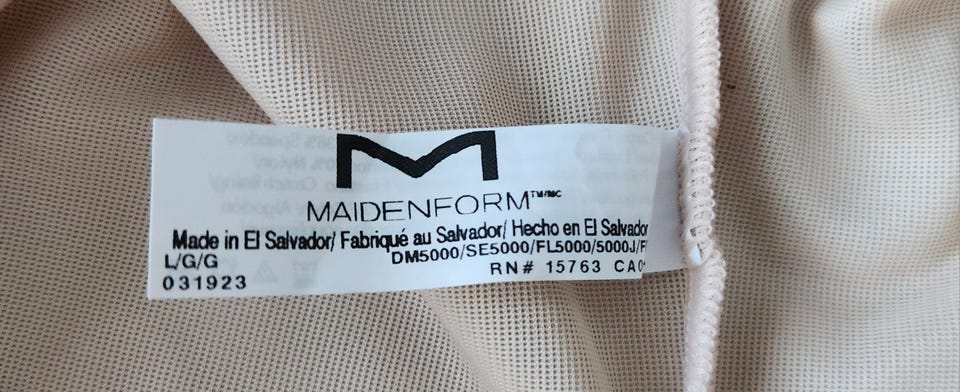 MAIDENFORM™/MC
Made in El Salvador/ Fabriqué au Salvador/ Hecho en El Salvador
DM5000/SE5000/FL5000/5000J/F
L/G/G
RN# 15763 CA0
031923